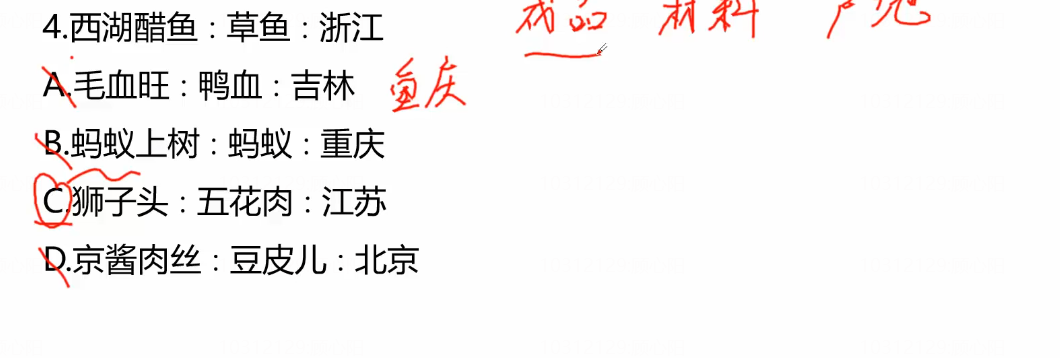 4.西湖醋鱼：草鱼：浙江
成品 材料 产地
A.毛血旺：鸭血：吉林 重庆
B.蚂蚁上树：蚂蚁：重庆
C.狮子头：五花肉：江苏
D.京酱肉丝：豆皮儿：北京